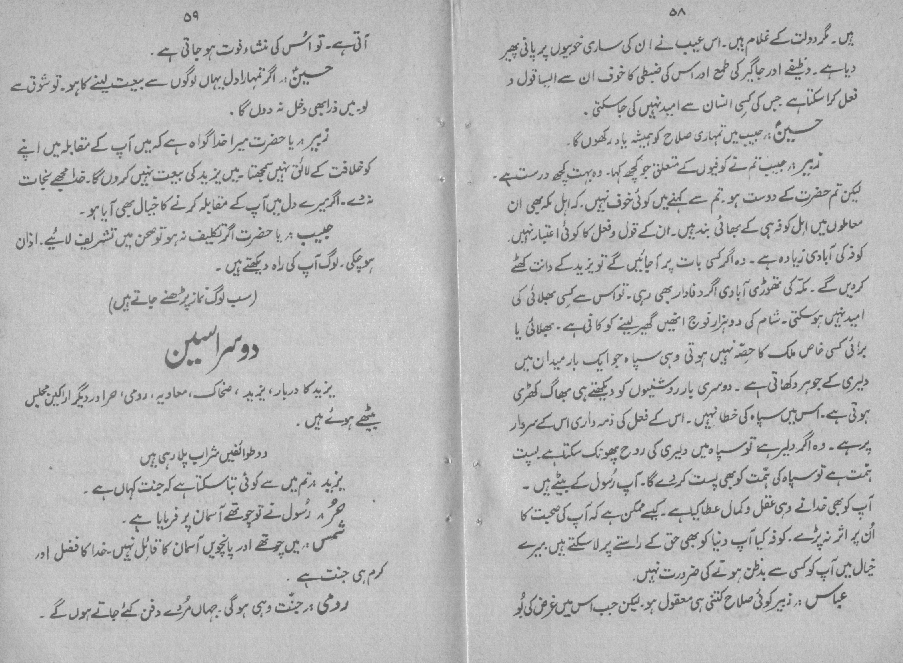 ۵۸
ہیں۔ مگر دولت کے غلام ہیں۔ اس عیب نے ان کی ساری خوبیوں پر پانی پھیر
دیا ہے۔ وظیفے اور جاگیر کی طمع اور اس کی ضبطی کا خوف ان سے ایسا قول و
فعل کرا سکتا ہے جس کی کسی انسان سے امید نہیں کی جا سکتی۔
حسینؑ:۔ حبیب میں تمہاری صلاح کو ہمیشہ یاد رکھوں گا۔
زبیر:۔ حبیب تم نے کوفیوں کے متعلق جو کچھ کہا۔ وہ بہت کچھ درست ہے۔
لیکن تم حضرت کے دوست ہو۔ تم سے کہنے میں کوئی خوف نہیں۔ کہ اہل مکہ بھی ان
معاملوں میں اہل کوفہ ہی کے بھائی بند ہیں۔ ان کے قول و فعل کا کوئی اعتبار نہیں
کوفہ کی آبادی زیادہ ہے۔ وہ اگر کسی بات پر آ جائیں گے تو یزید کے دانت کھٹے
کر دیں گے۔ مکّہ کی تھوڑی آبادی اگر وفادار بھی رہی۔ تو اس سے کسی بھلائی کی
امید نہیں ہو سکتی۔ شام کی دو ہزار فوج انھیں گھیر لینے کو کافی ہے۔ بھلائی یا
برائی کسی خاص ملک کا حصّہ نہیں ہوتی وہی سپاہ جو ایک بار میدان میں
دلیری کے جوہر دکھاتی ہے۔ دوسری بار دشمنوں کو دیکھتے ہی بھاگ کھڑی
ہوتی ہے۔ اس میں سپاہ کی خطا نہیں۔ اس کے فعل کی ذمہ داری اس کے سردار
پر ہے۔ وہ اگر دلیر ہے تو سپاہ میں دلیری کی روح پھونک سکتا ہے پست
ہمت ہے تو سپاہ کی ہمّت کو بھی پست کر دے گا۔ آپ رُسول کے بیٹے ہیں۔
آپ کو بھی خدا نے وہی عقل و کمال عطا کیا ہے۔ کیسے ممکن ہے کہ آپ کی صحبت کا
اُن پر اثر نہ پڑے۔ کوفہ کیا آپ دنیا کو بھی حق کے راستے پر لا سکتے ہیں میرے
خیال میں آپ کو کسی سے بدظن ہونے کی ضرورت نہیں۔
عباس:۔ زبیر کوئی صلاح کتنی ہی معقول ہو۔ لیکن جب اس میں غرض کی بُو
۵۹
آتی ہے۔ تو اُس کی منشاء فوت ہو جاتی ہے۔
حسینؑ:۔ اگر تمہارا دل یہاں لوگوں سے بیعت لینے کا ہو۔ تو شوق سے
لو۔ میں ذرا بھی دخل نہ دوں گا۔
زبیر:۔ یا حضرت میرا خدا گواہ ہے کہ میں آپ کے مقابلہ میں اپنے
کو خلافت کے لائق نہیں سمجھتا۔ میں یزید کی بیعت نہیں کروں گا۔ خدا مجھے نجات
نہ دے۔ اگر میرے دل میں آپ کے مقابلہ کرنے کا خیال بھی آیا ہو۔
حبیب:۔ یا حضرت اگر تکلیف نہ ہو تو صحن میں تشریف لائیے۔ اذان
ہو چکی۔ لوگ آپ کی راہ دیکھتے ہیں۔
(سب لوگ نماز پڑھنے جاتے ہیں)
دوسرا سین
یزید کا دربار، یزید، ضحاک، معاویہ، رومی، حر اور دیگر اراکین مجلس
بیٹھے ہوئے ہیں۔
دو طوائفیں شراب پلا رہی ہیں
یزید:۔ تم میں سے کوئی بتا سکتا ہے کہ جنت کہاں ہے۔
حُر:۔ رُسول نے تو چوتھے آسمان پر فرمایا ہے۔
شمس:۔ میں چوتھے اور پانچویں آسمان کا قائل نہیں۔ خدا کا فضل اور
کرم ہی جنت ہے۔
رومی:۔ جنّت وہی ہوگی۔ جہاں مُردے دفن کئے جاتے ہوں گے۔